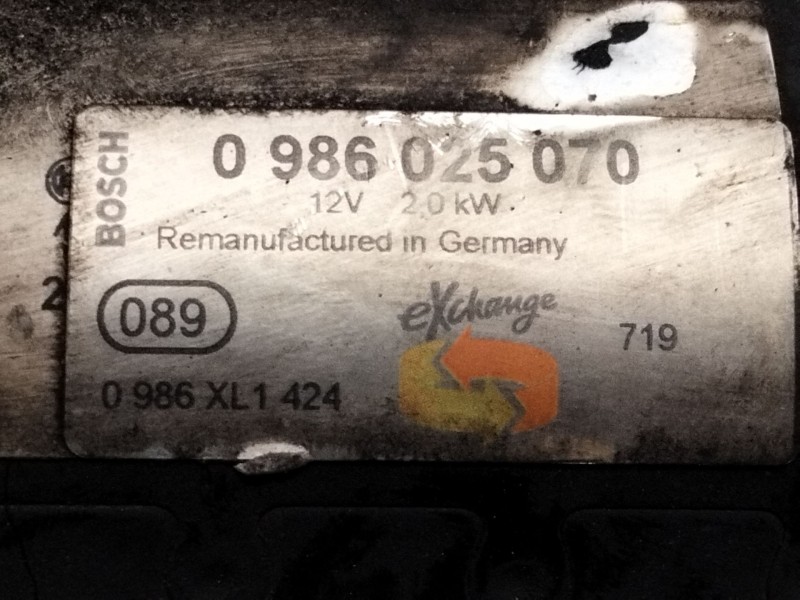 BOSCH
0 986 025 070
12V 2,0 kW
Remanufactured in Germany
2
089
eXchange
719
0 986 XL1 424